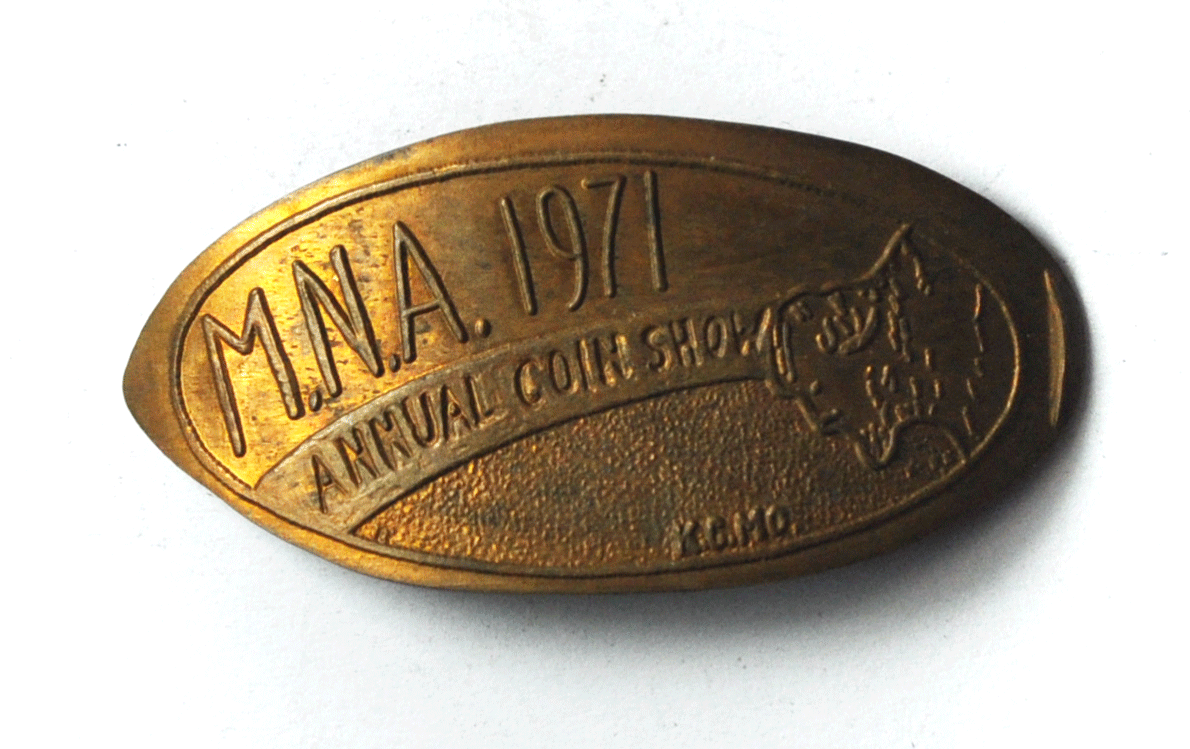 M.N.A. 1971
ANNUAL COIN SHOW
K.C.MO.